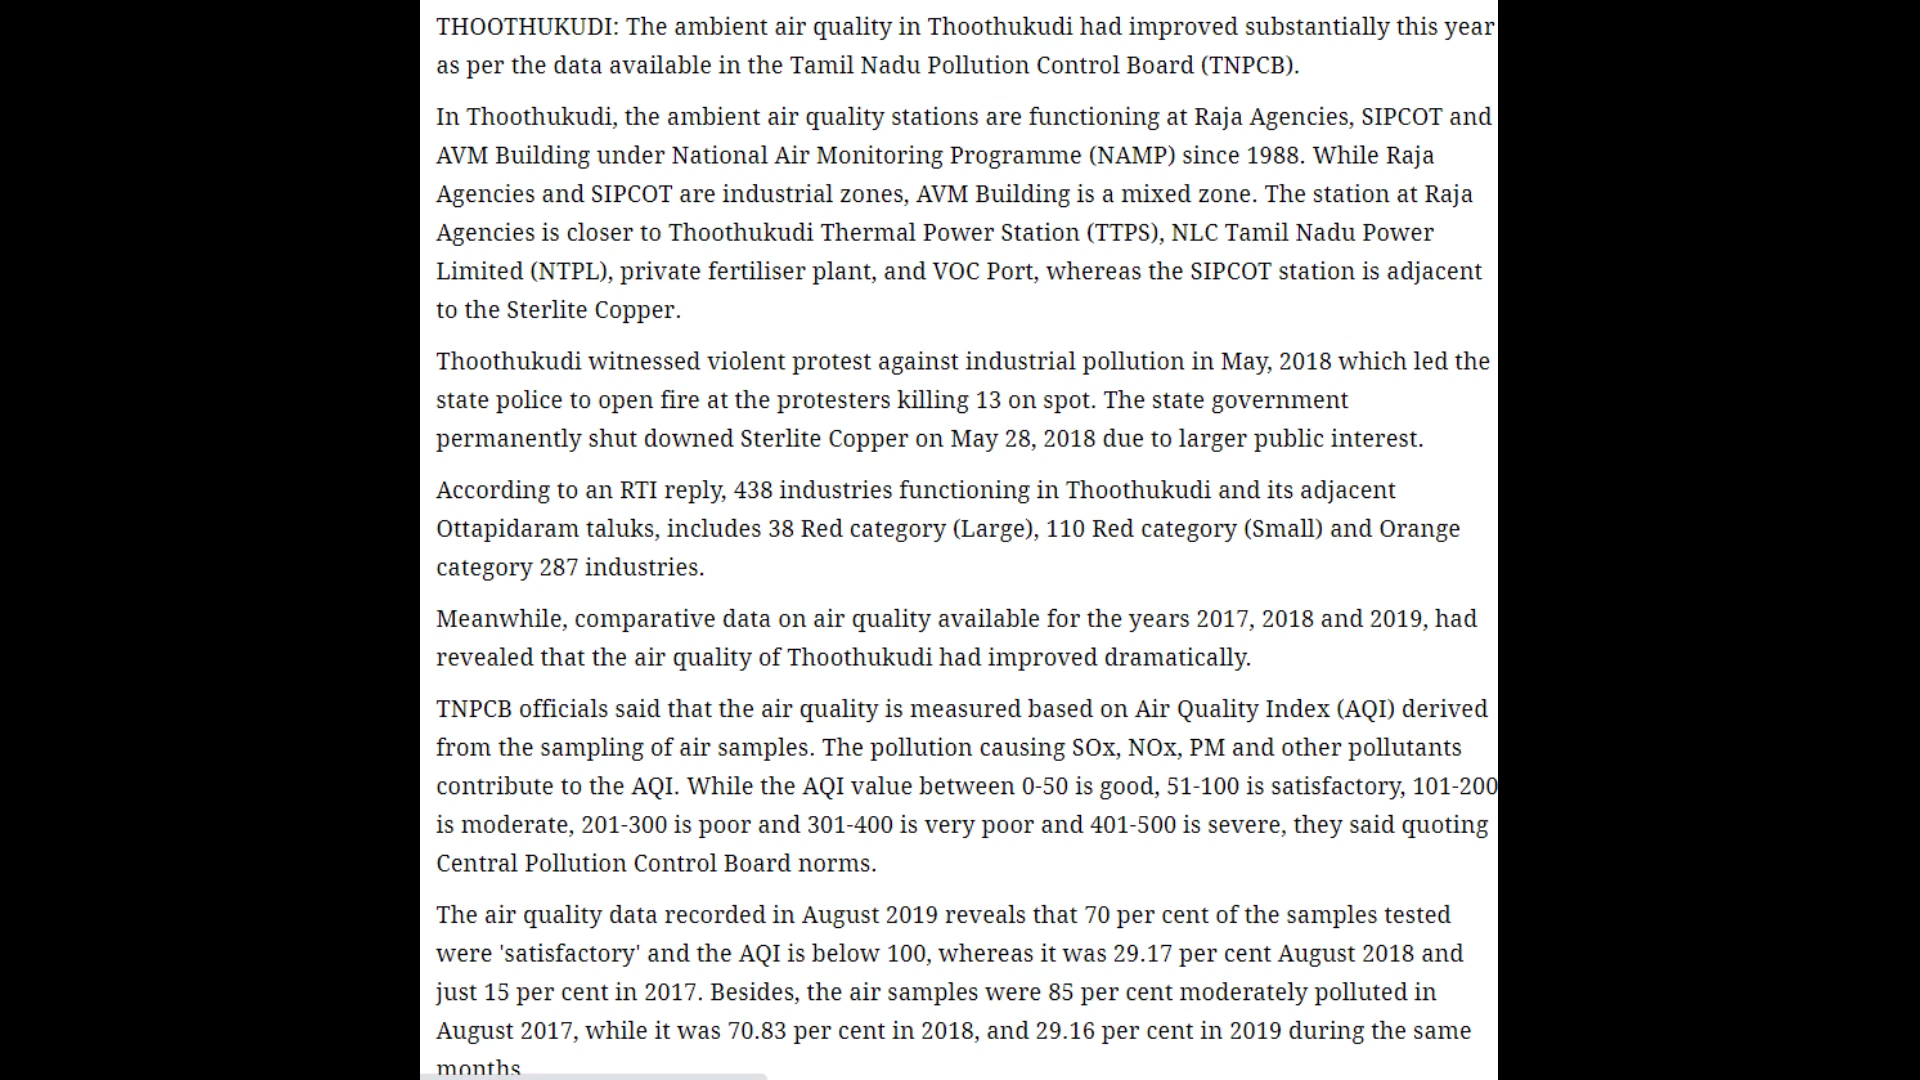 THOOTHUKUDI: The ambient air quality in Thoothukudi had improved substantially this year
as per the data available in the Tamil Nadu Pollution Control Board (TNPCB).
In Thoothukudi, the ambient air quality stations are functioning at Raja Agencies, SIPCOT and
AVM Building under National Air Monitoring Programme (NAMP) since 1988. While Raja
Agencies and SIPCOT are industrial zones, AVM Building is a mixed zone. The station at Raja
Agencies is closer to Thoothukudi Thermal Power Station (TTPS), NLC Tamil Nadu Power
Limited (NTPL), private fertiliser plant, and VOC Port, whereas the SIPCOT station is adjacent
to the Sterlite Copper.
Thoothukudi witnessed violent protest against industrial pollution in May, 2018 which led the
state police to open fire at the protesters killing 13 on spot. The state government
permanently shut downed Sterlite Copper on May 28, 2018 due to larger public interest.
According to an RTI reply, 438 industries functioning in Thoothukudi and its adjacent
Ottapidaram taluks, includes 38 Red category (Large), 110 Red category (Small) and Orange
category 287 industries.
Meanwhile, comparative data on air quality available for the years 2017, 2018 and 2019, had
revealed that the air quality of Thoothukudi had improved dramatically.
TNPCB officials said that the air quality is measured based on Air Quality Index (AQI) derived
from the sampling of air samples. The pollution causing SOx, NOx, PM and other pollutants
contribute to the AQI. While the AQI value between 0-50 is good, 51-100 is satisfactory, 101-200
is moderate, 201-300 is poor and 301-400 is very poor and 401-500 is severe, they said quoting
Central Pollution Control Board norms.
The air quality data recorded in August 2019 reveals that 70 per cent of the samples tested
were 'satisfactory' and the AQI is below 100, whereas it was 29.17 per cent August 2018 and
just 15 per cent in 2017. Besides, the air samples were 85 per cent moderately polluted in
August 2017, while it was 70.83 per cent in 2018, and 29.16 per cent in 2019 during the same
months